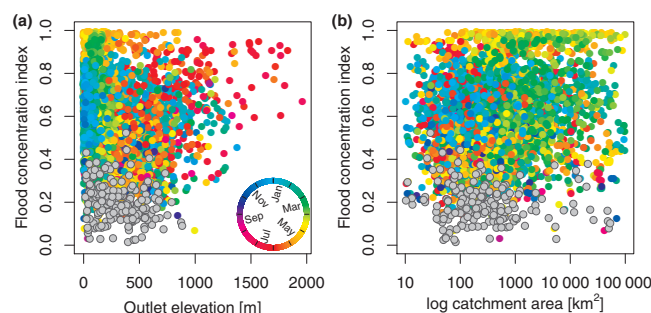 (a)
Flood concentration index
0.0 0.2 0.4 0.6 0.8 1.0
Jan
Mar
May
Jul
Sep
Nov
0 500 1000 1500 2000
Outlet elevation [m]
(b)
Flood concentration index
0.0 0.2 0.4 0.6 0.8 1.0
10 100 1000 10 000 100 000
log catchment area [km²]